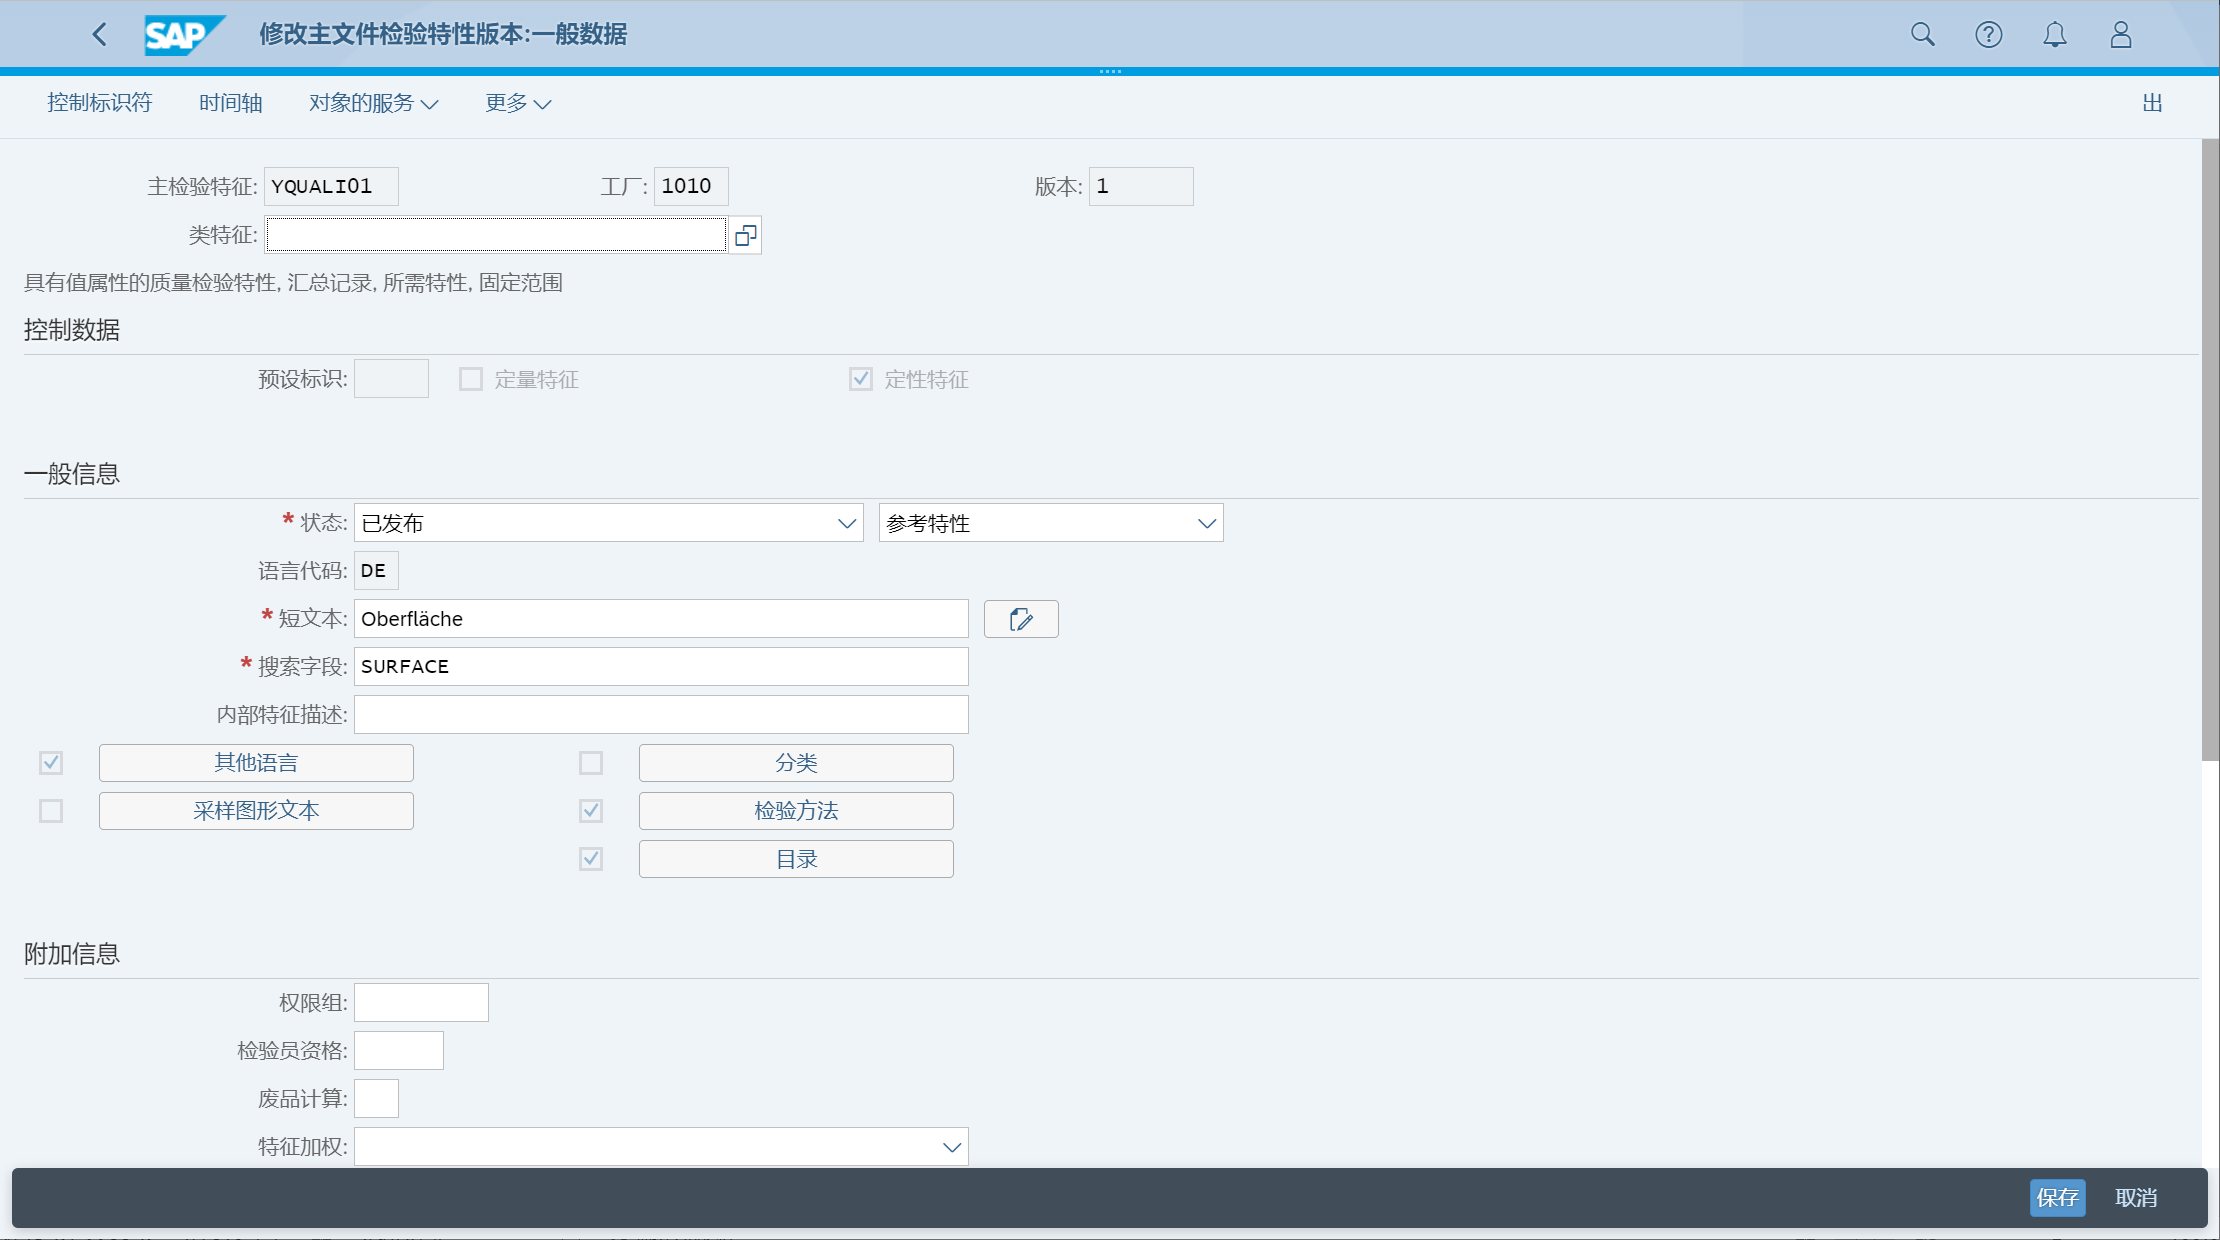 SAP 修改主文件检验特性版本:一般数据
控制标识符 时间轴 对象的服务 更多 出
主检验特征: YQUALI01 工厂: 1010 版本: 1
类特征:
具有值属性的质量检验特性, 汇总记录, 所需特性, 固定范围
控制数据
预设标识: 定量特征 定性特征
一般信息
* 状态: 已发布 参考特性
语言代码: DE
* 短文本: Oberfläche
* 搜索字段: SURFACE
内部特征描述:
其他语言 分类
采样图形文本 检验方法
目录
附加信息
权限组:
检验员资格:
废品计算:
特征加权:
保存 取消